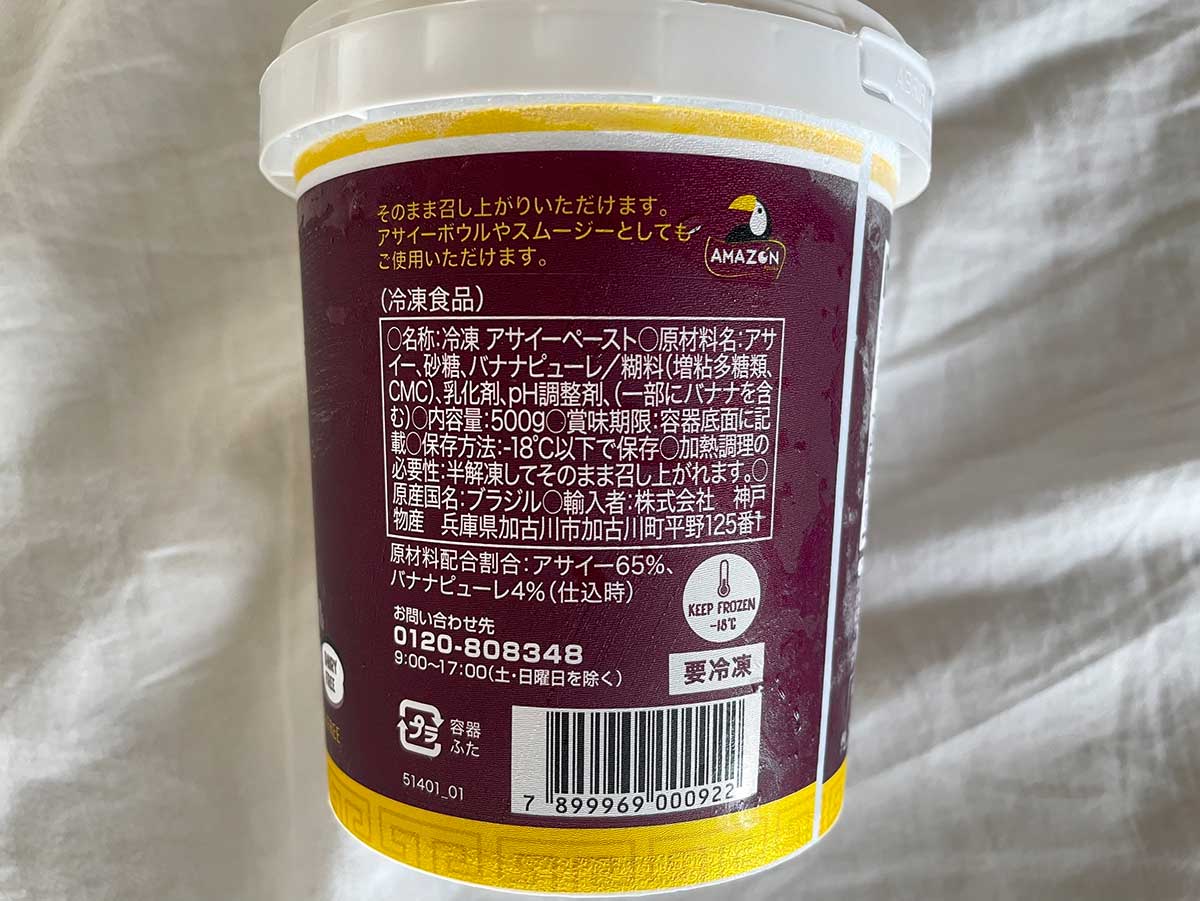 そのまま召し上がりいただけます。
アサイーボウルやスムージーとしても
ご使用いただけます。
AMAZON
(冷凍食品)
○名称:冷凍 アサイーペースト○原材料名:アサ
イー、砂糖、バナナピューレ/糊料(増粘多糖類、
CMC)、乳化剤、pH調整剤、(一部にバナナを含
む)○内容量:500g○賞味期限:容器底面に記
載○保存方法:-18℃以下で保存○加熱調理の
必要性:半解凍してそのまま召し上がれます。○
原産国名:ブラジル○輸入者:株式会社 神戸
物産 兵庫県加古川市加古川町平野125番1
原材料配合割合:アサイー65%、
バナナピューレ4%(仕込時)
KEEP FROZEN
-18℃
お問い合わせ先
0120-808348
9:00~17:00(土・日曜日を除く)
要冷凍
プラ
容器
ふた
51401_01
7 899969 000922